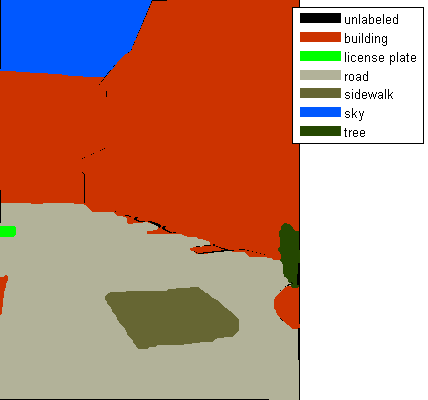 unlabeled
building
license plate
road
sidewalk
sky
tree